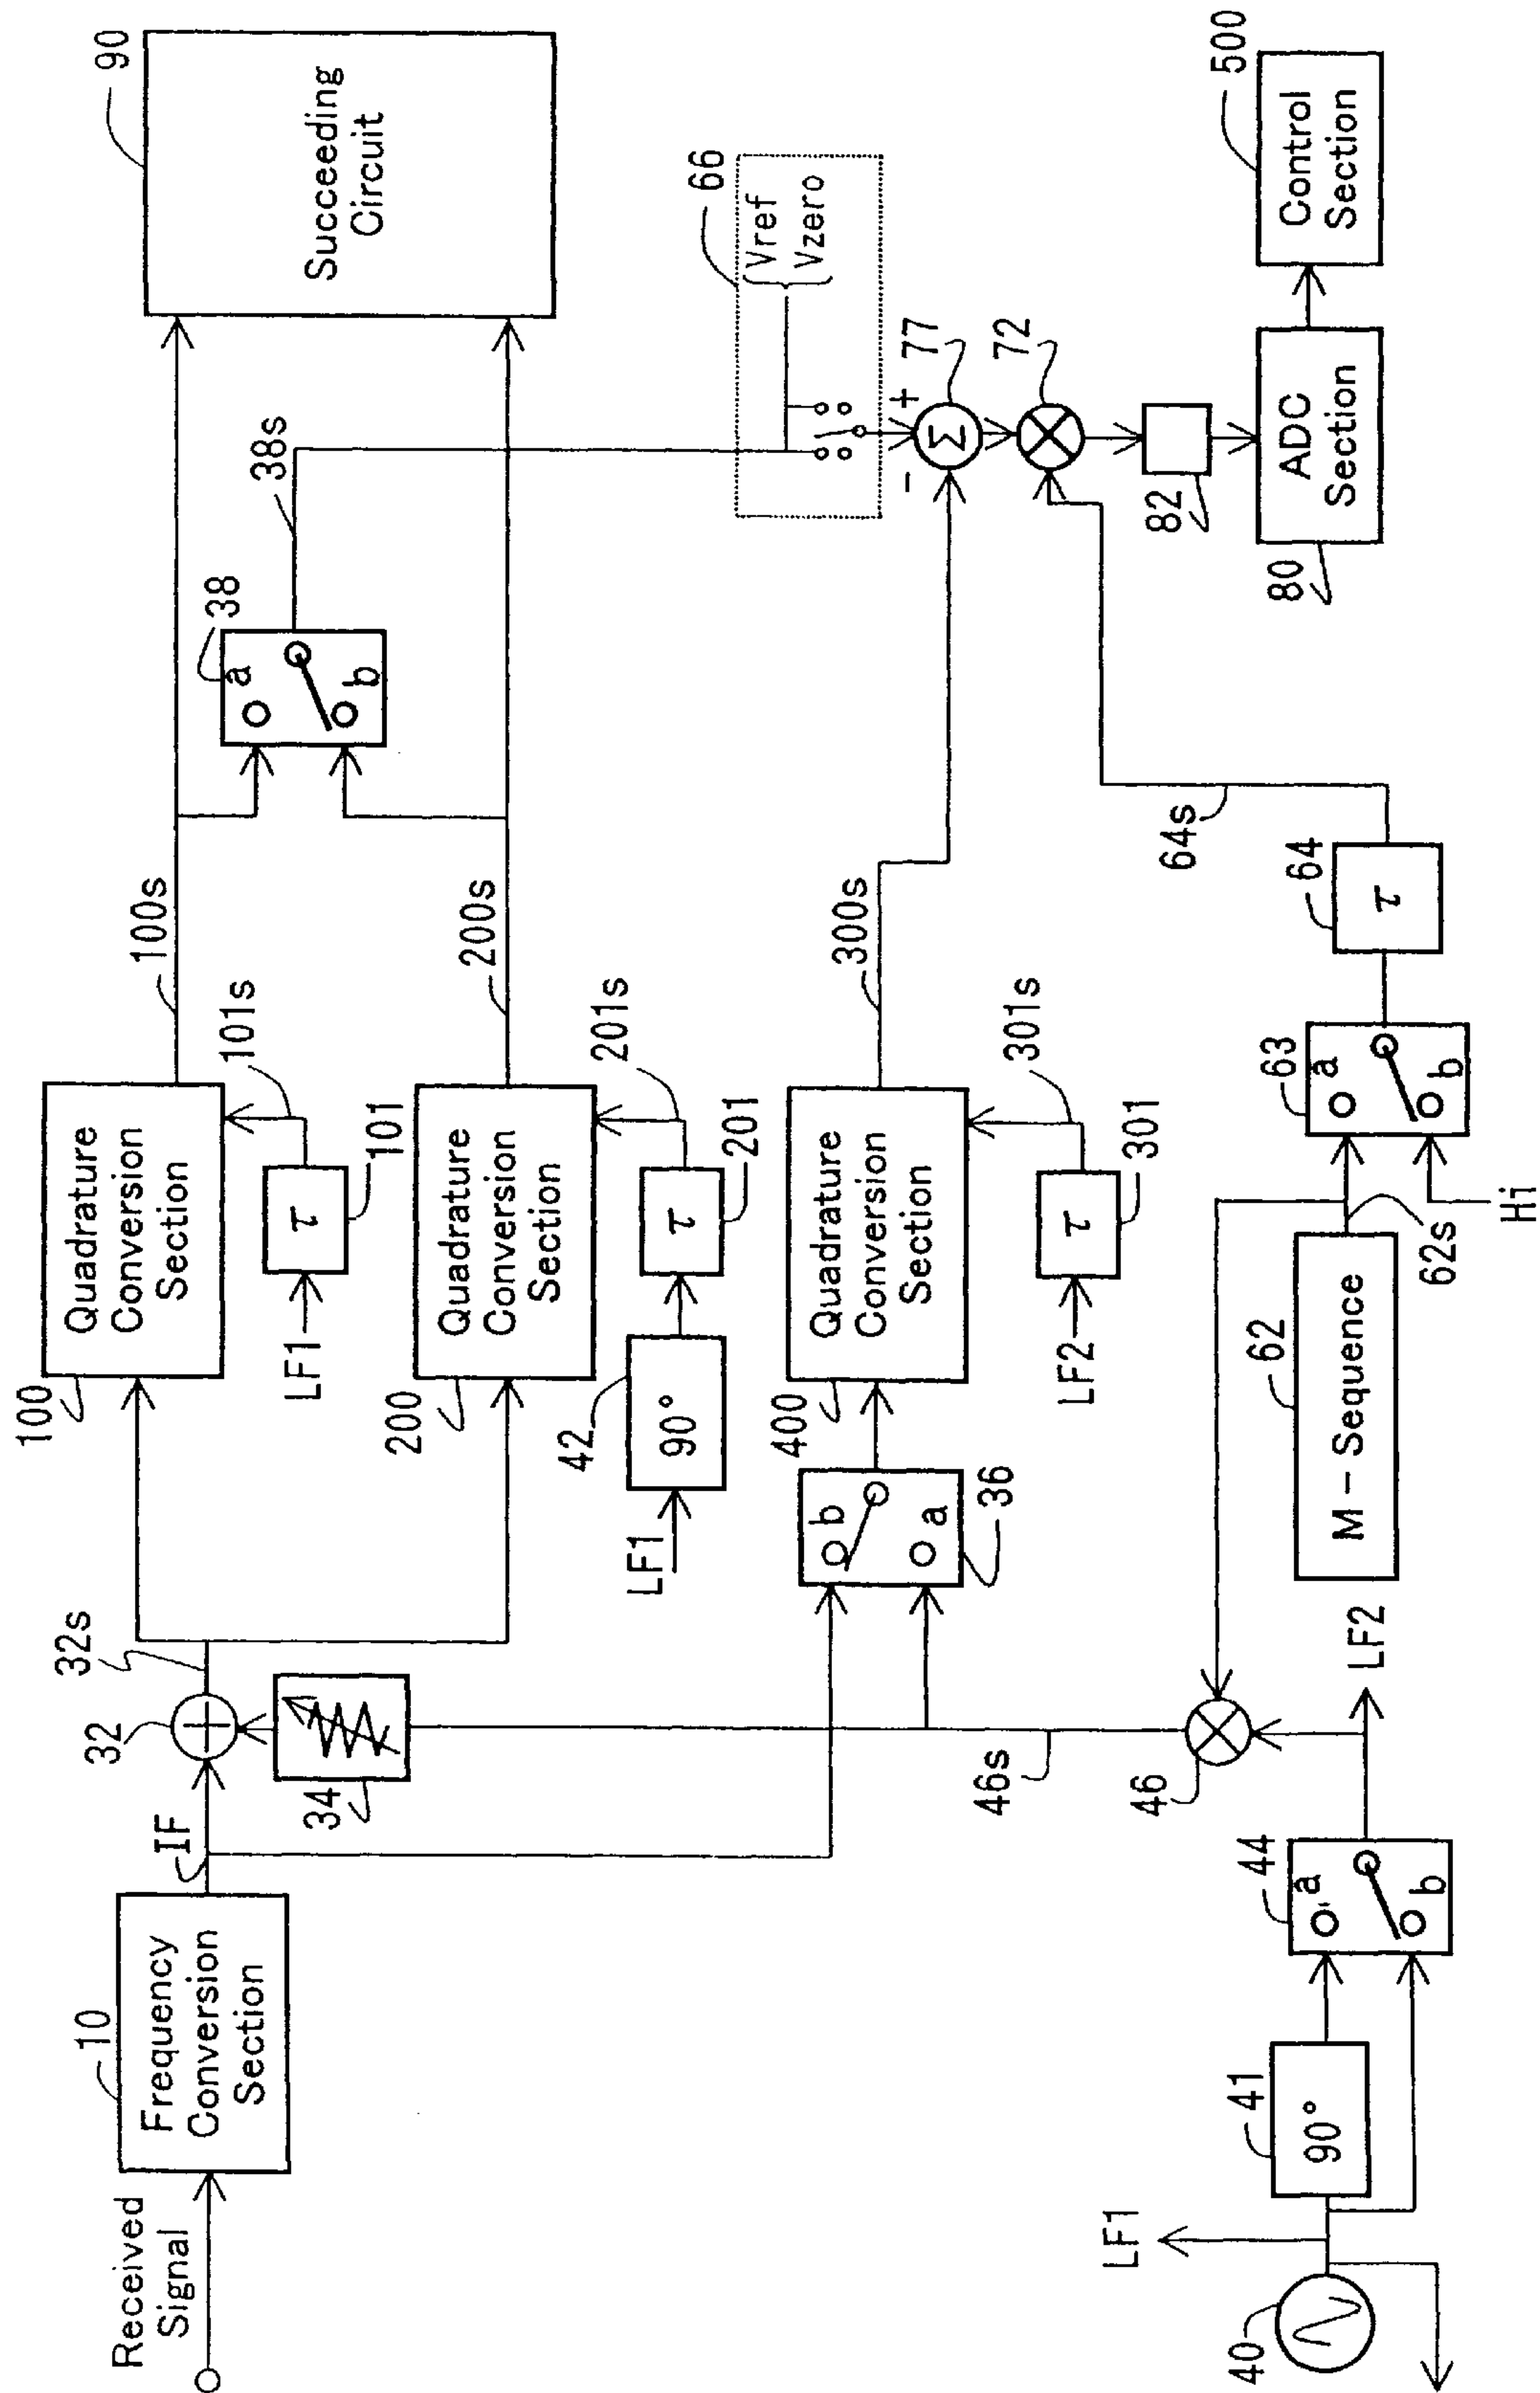 Received
Signal
10
Frequency
Conversion
Section
IF
32
32s
34
100
Quadrature
Conversion
Section
100s
101s
τ
101
LF1
90
Succeeding
Circuit
38
a
b
38s
200
Quadrature
Conversion
Section
200s
201s
τ
201
42
90°
LF1
36
b
a
400
Quadrature
Conversion
Section
300s
301s
τ
301
LF2
66
Vref
Vzero
+
-
Σ
77
72
82
ADC
Section
80
Control
Section
500
40
LF1
41
90°
44
a
b
LF2
46
46s
62
M - Sequence
62s
63
a
b
Hi
64
τ
64s